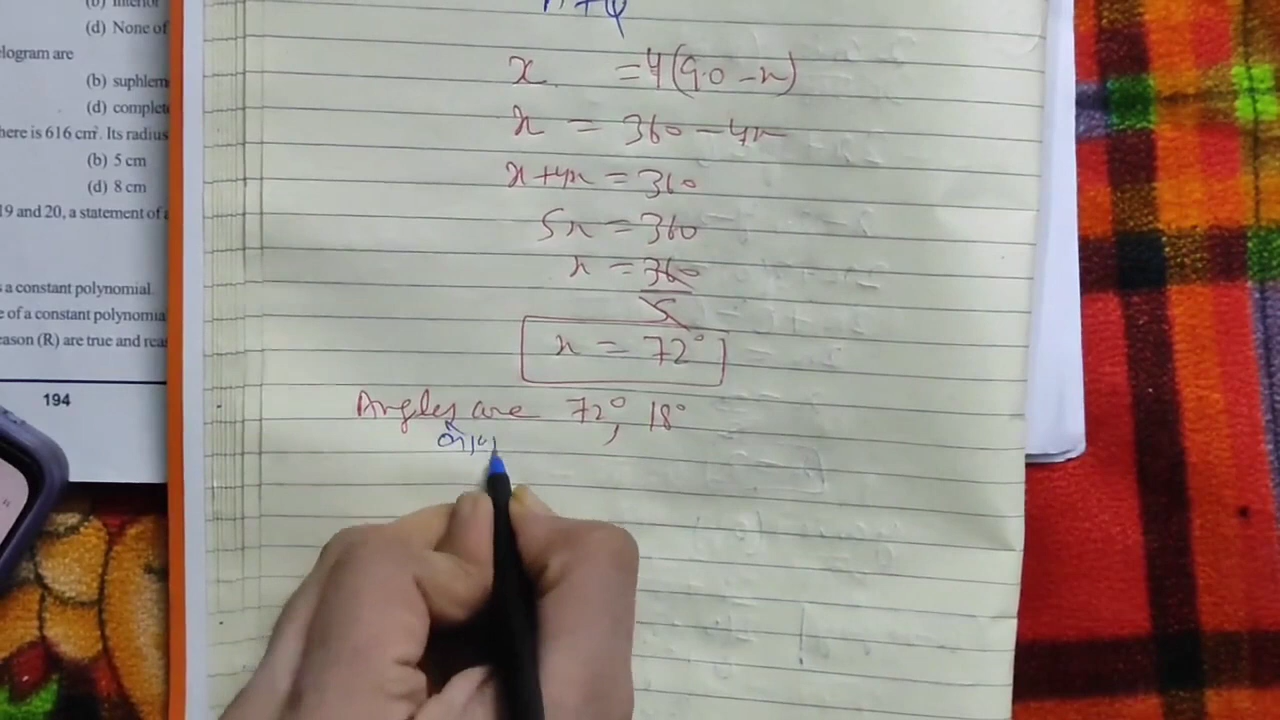 (d) None of
logram are
(b) suphlem
(d) complet
here is 616 cm². Its radius
(b) 5 cm
(d) 8 cm
19 and 20, a statement of
a constant polynomial
e of a constant polynomia
eason (R) are true and rea
194
x = 4(90 - x)
x = 360 - 4x
x + 4x = 360
5x = 360
x = 360/5
x = 72°
Angles are 72°, 18°